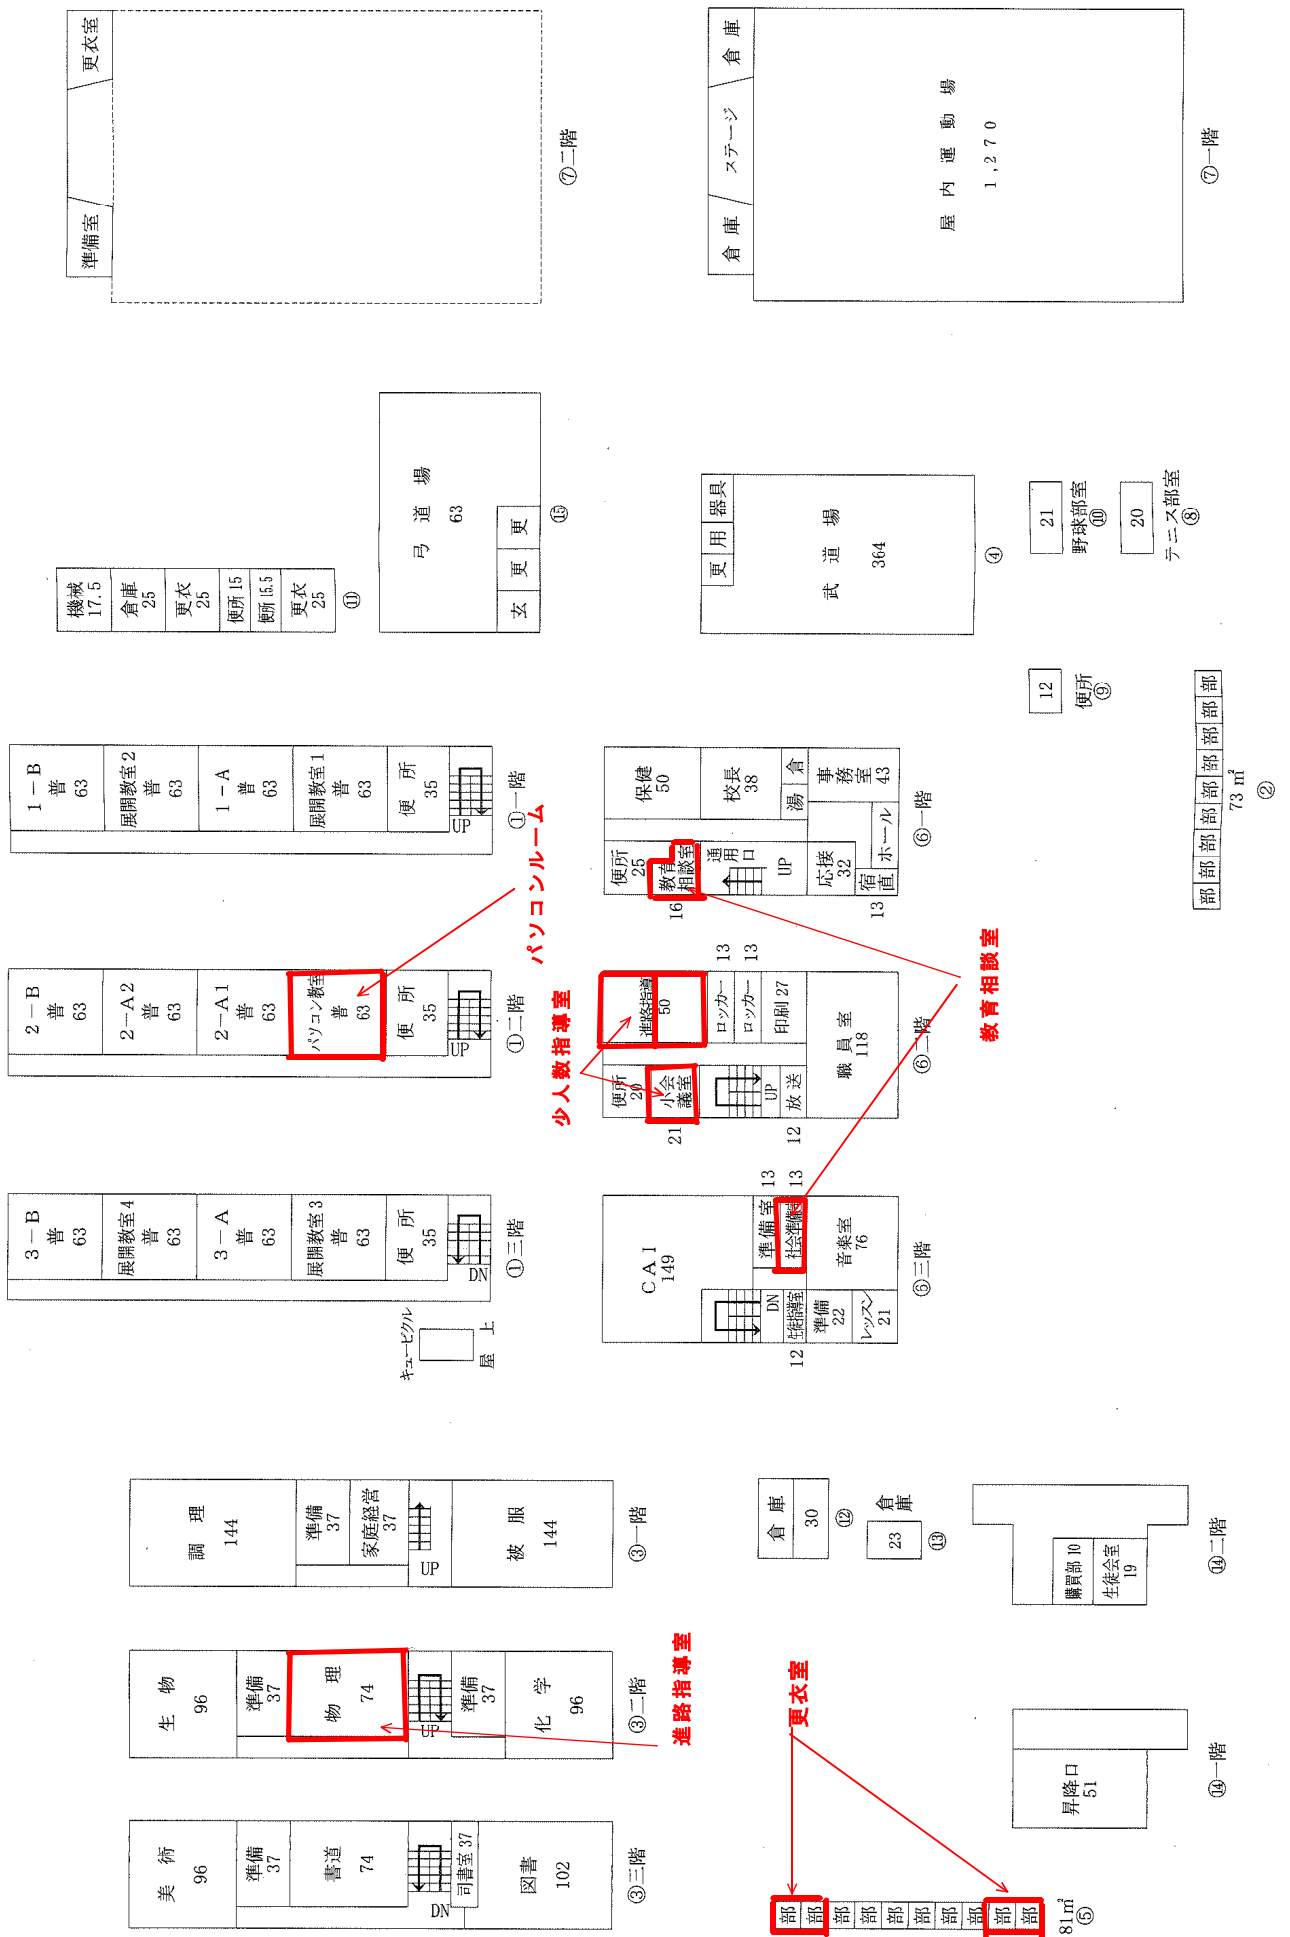 更衣室
準備室
⑦二階
倉庫
ステージ
倉庫
屋内運動場
1,270
⑦一階
機械
17.5
倉庫
25
更衣
25
便所 15
便所 15.5
更衣
25
⑪
弓道場
63
玄
更
更
⑮
更
用
器具
武道場
364
④
21
野球部室
⑩
20
テニス部室
⑧
12
便所
⑨
部部部部部部部部部
73㎡
②
1-B
普
63
展開教室2
普
63
1-A
普
63
展開教室1
普
63
便所
35
UP
①一階
パソコンルーム
保健
50
校長
38
湯
倉
事務室
43
便所
25
教育相談室
16
通用口
UP
応接
32
宿直
13
ホール
⑥一階
2-B
普
63
2-A2
普
63
2-A1
普
63
パソコン教室
普
63
便所
35
UP
①二階
少人数指導室
進路指導
50
ロッカー
13
ロッカー
13
印刷 27
便所
20
小会議室
21
UP
放送
12
職員室
118
⑥二階
教育相談室
3-B
普
63
展開教室4
普
63
3-A
普
63
展開教室3
普
63
便所
35
DN
①三階
キュービクル
屋上
CAI
149
準備室
13
社会準備室
13
音楽室
76
DN
生徒指導室
12
準備
22
レッスン
21
⑥三階
調理
144
準備
37
家庭経営
37
UP
被服
144
③一階
倉庫
30
⑫
倉庫
23
⑬
購買部 10
生徒会室
19
⑭二階
生物
96
準備
37
物理
74
UP
準備
37
化学
96
③二階
進路指導室
更衣室
昇降口
51
⑭一階
美術
96
準備
37
書道
74
DN
司書室 37
図書
102
③三階
部部部部部部部部部部
81㎡
⑤